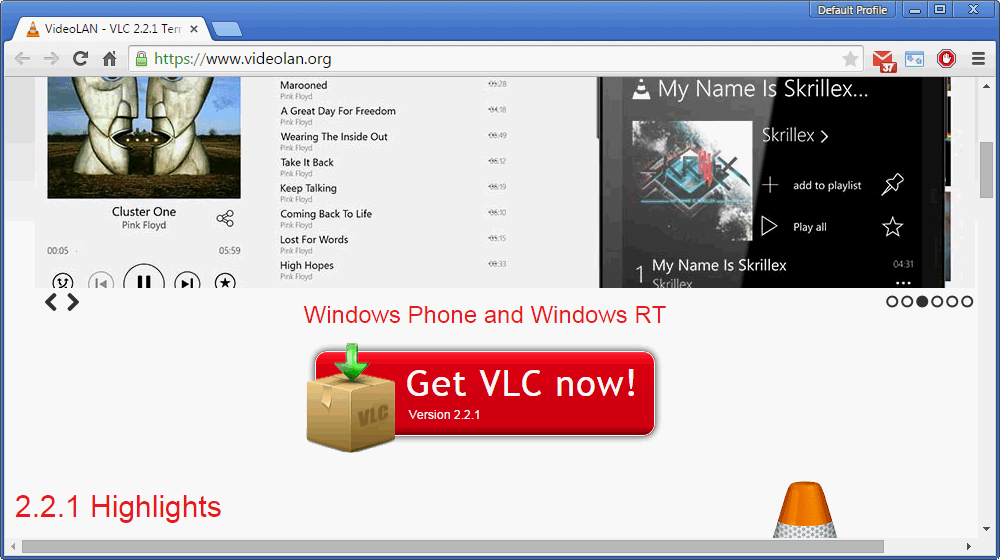 Default Profile
VideoLAN - VLC 2.2.1 Terr
https://www.videolan.org
37
Cluster One
Pink Floyd
00:05
05:59
Marooned
Pink Floyd
05:28
A Great Day For Freedom
Pink Floyd
04:18
Wearing The Inside Out
Pink Floyd
06:49
Take It Back
Pink Floyd
06:12
Keep Talking
Pink Floyd
06:19
Coming Back To Life
Pink Floyd
06:10
Lost For Words
Pink Floyd
05:15
High Hopes
Pink Floyd
08:33
My Name Is Skrillex...
Skrillex
add to playlist
Play all
1 My Name Is Skrillex
04:31
Skrillex
Windows Phone and Windows RT
Get VLC now!
Version 2.2.1
VLC
2.2.1 Highlights